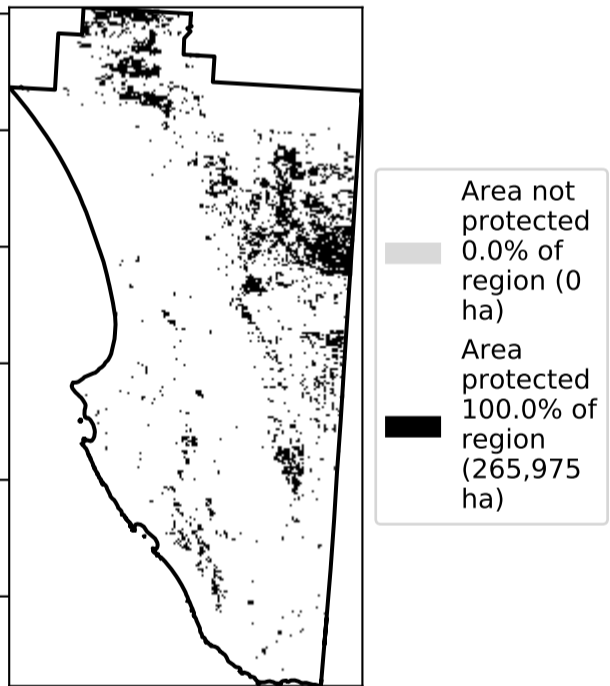 Area not
protected
0.0% of
region (0
ha)
Area
protected
100.0% of
region
(265,975
ha)